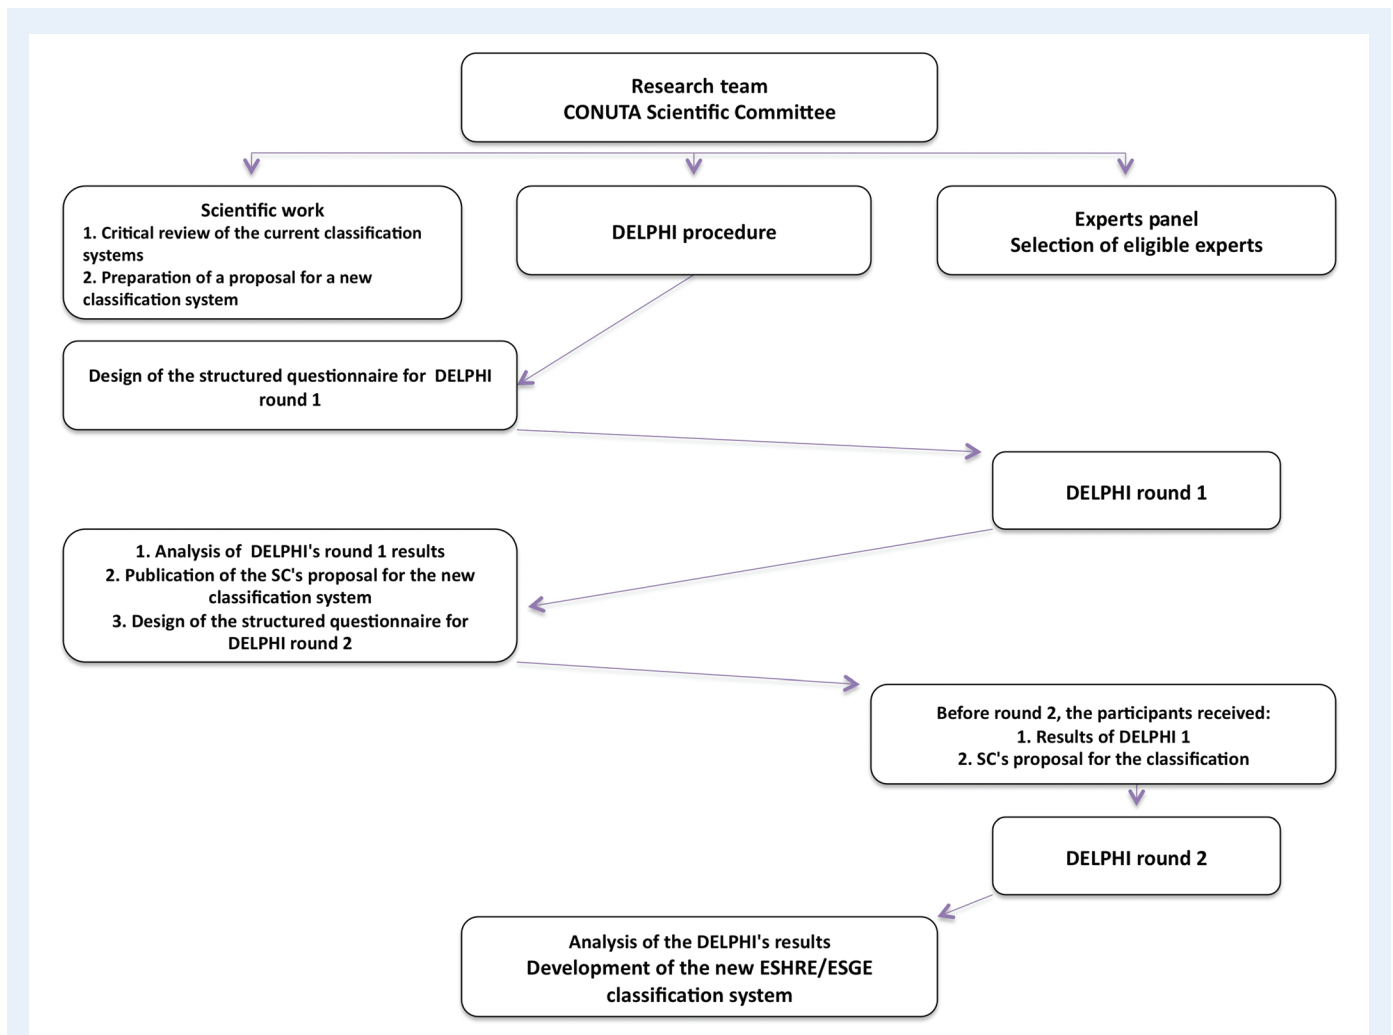 Research team
CONUTA Scientific Committee
Scientific work
1. Critical review of the current classification
systems
2. Preparation of a proposal for a new
classification system
DELPHI procedure
Experts panel
Selection of eligible experts
Design of the structured questionnaire for DELPHI
round 1
DELPHI round 1
1. Analysis of DELPHI's round 1 results
2. Publication of the SC's proposal for the new
classification system
3. Design of the structured questionnaire for
DELPHI round 2
Before round 2, the participants received:
1. Results of DELPHI 1
2. SC's proposal for the classification
DELPHI round 2
Analysis of the DELPHI's results
Development of the new ESHRE/ESGE
classification system